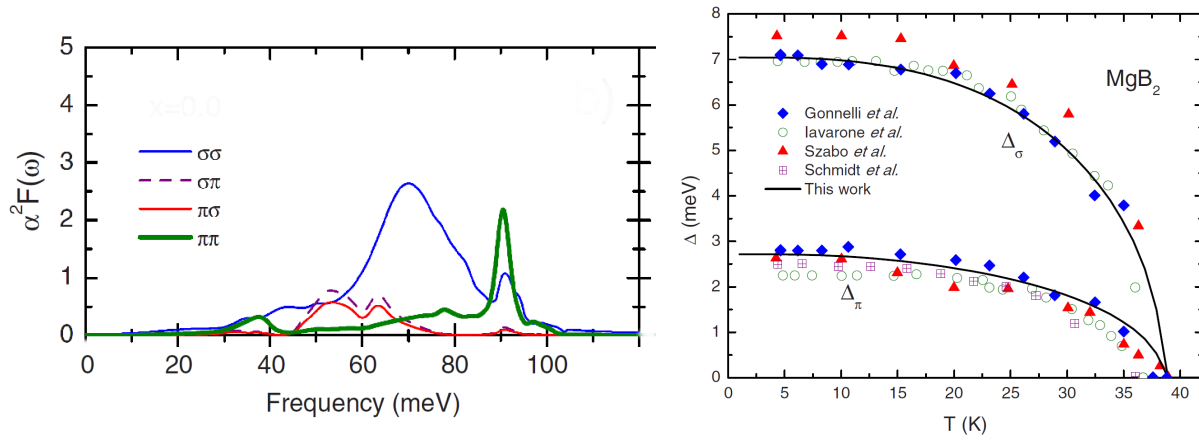 5
4
3
2
1
0
α²F(ω)
x=0.0
σσ
σπ
πσ
ππ
0 20 40 60 80 100
Frequency (meV)
8
7
6
5
4
3
2
1
0
Δ (meV)
MgB₂
Gonnelli et al.
Iavarone et al.
Szabo et al.
Schmidt et al.
This work
Δσ
Δπ
0 5 10 15 20 25 30 35 40
T (K)